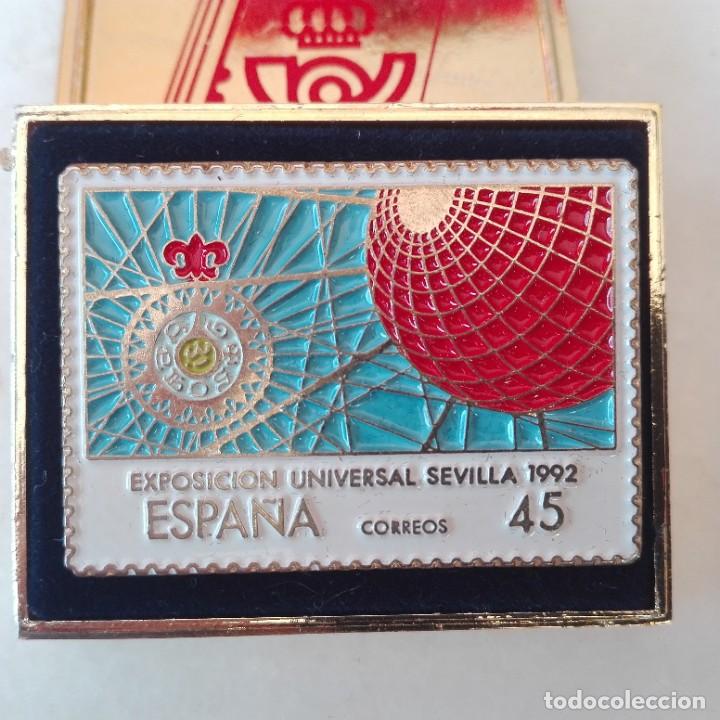 EXPOSICION UNIVERSAL SEVILLA 1992
ESPAÑA CORREOS 45
todocoleccion